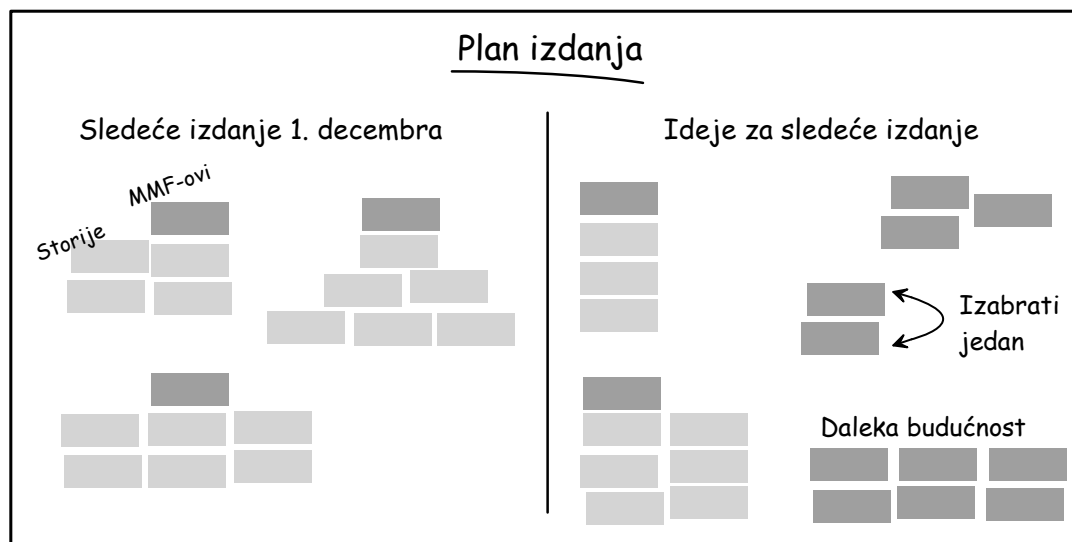 Plan izdanja
Sledeće izdanje 1. decembra
MMF-ovi
Storije
Ideje za sledeće izdanje
Izabrati
jedan
Daleka budućnost